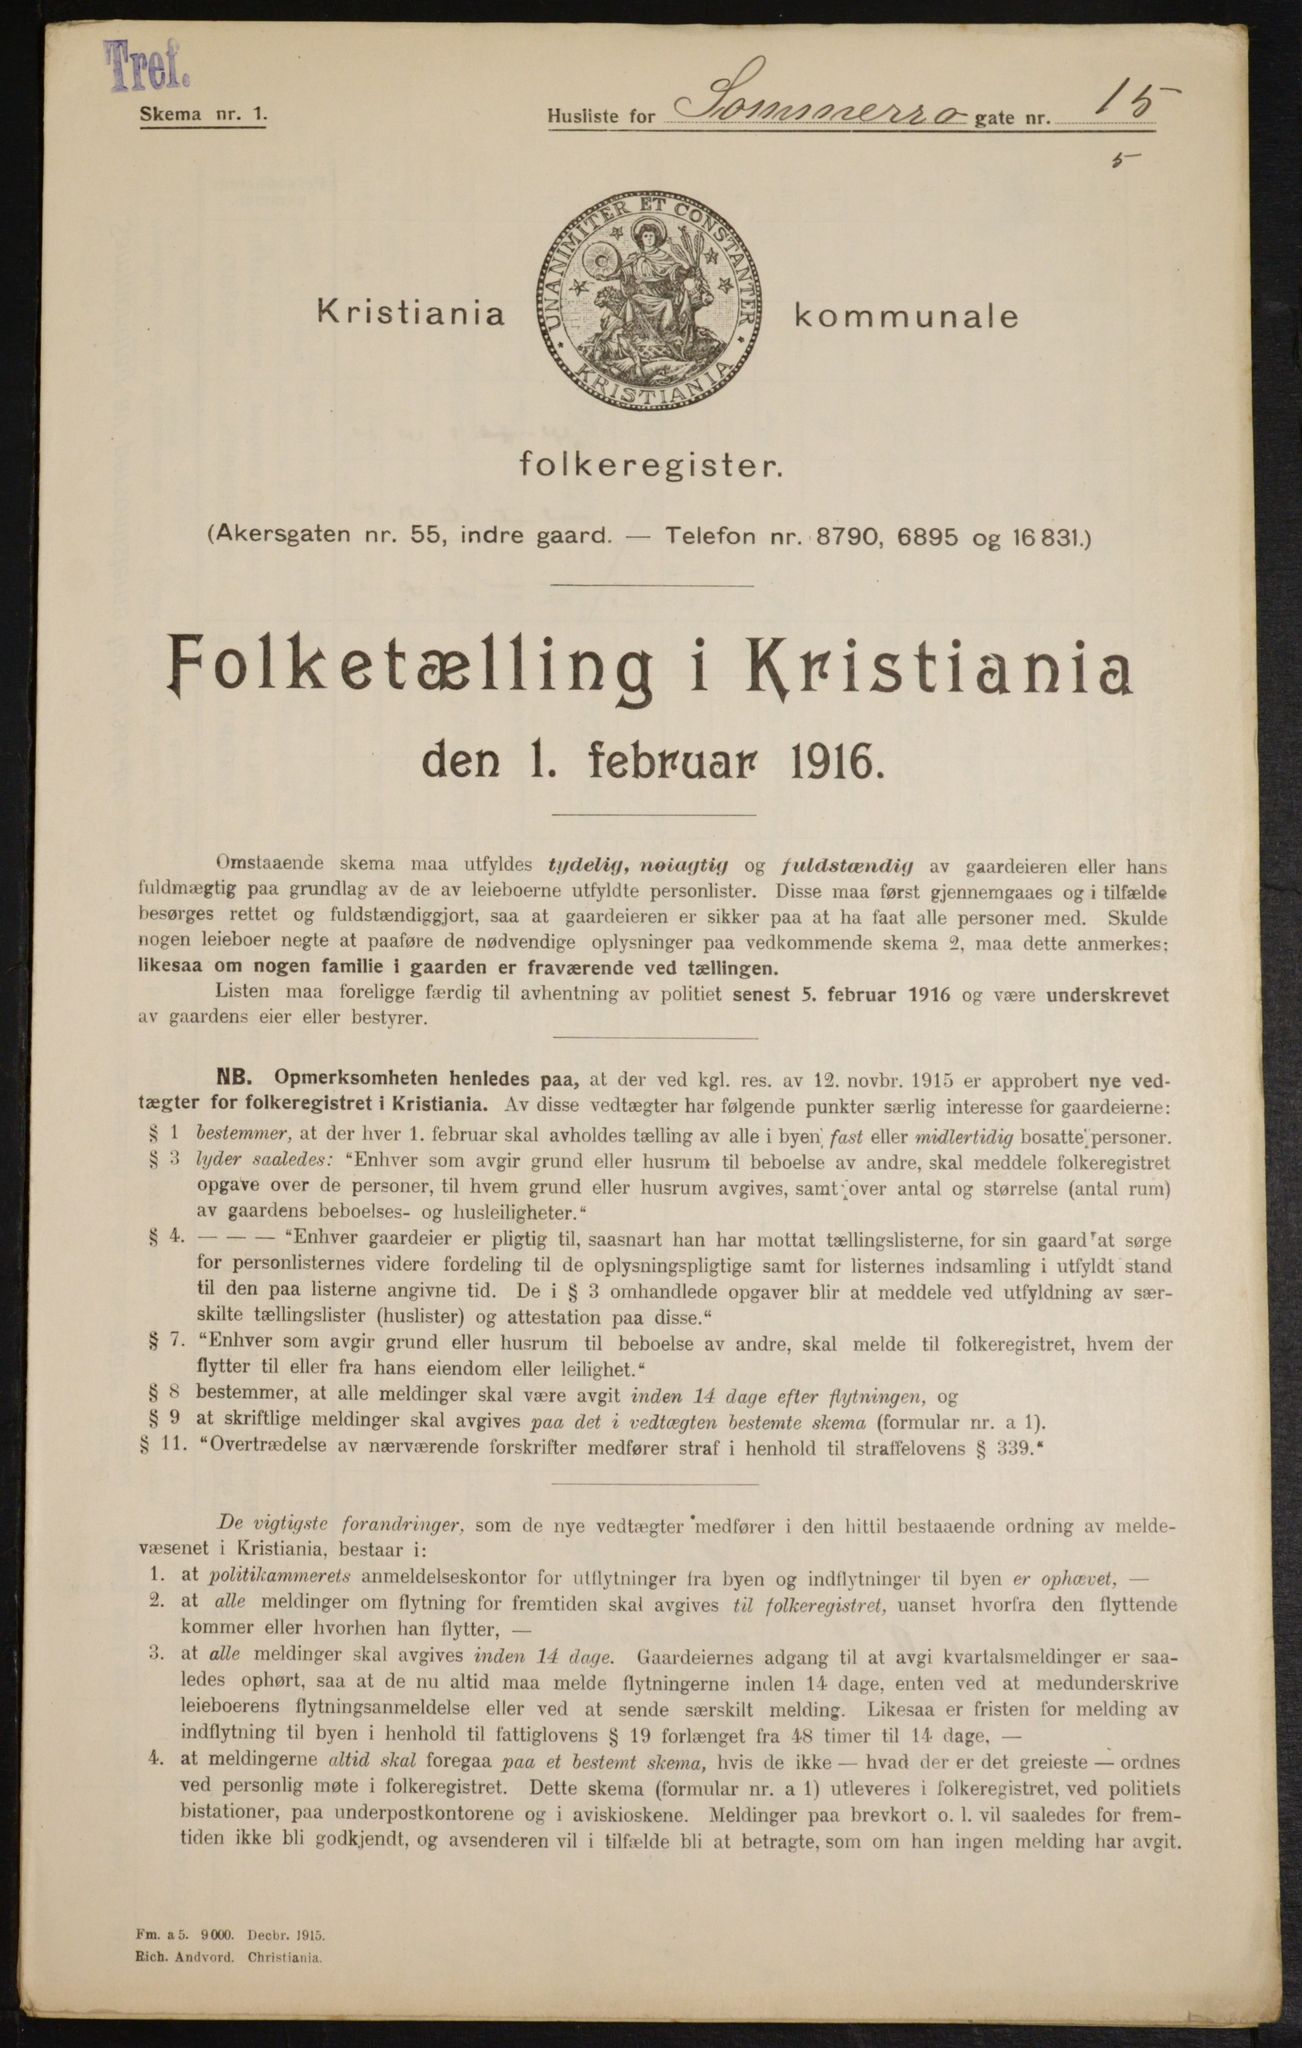 Tref.
Skema nr. 1.
Husliste for Sommerro gate nr. 15
5
UNANIMITER ET CONSTANTER
KRISTIANIA
Kristiania kommunale
folkeregister.
(Akersgaten nr. 55, indre gaard. — Telefon nr. 8790, 6895 og 16 831.)
Folketælling i Kristiania
den 1. februar 1916.
Omstaaende skema maa utfyldes tydelig, nøiagtig og fuldstændig av gaardeieren eller hans
fuldmægtig paa grundlag av de av leieboerne utfyldte personlister. Disse maa først gjennemgaaes og i tilfælde
besørges rettet og fuldstændiggjort, saa at gaardeieren er sikker paa at ha faat alle personer med. Skulde
nogen leieboer negte at paaføre de nødvendige oplysninger paa vedkommende skema 2, maa dette anmerkes;
likesaa om nogen familie i gaarden er fraværende ved tællingen.
Listen maa foreligge færdig til avhentning av politiet senest 5. februar 1916 og være underskrevet
av gaardens eier eller bestyrer.
NB. Opmerksomheten henledes paa, at der ved kgl. res. av 12. novbr. 1915 er approbert nye ved-
tægter for folkeregistret i Kristiania. Av disse vedtægter har følgende punkter særlig interesse for gaardeierne:
§ 1 bestemmer, at der hver 1. februar skal avholdes tælling av alle i byen fast eller midlertidig bosatte personer.
§ 3 lyder saaledes: "Enhver som avgir grund eller husrum til beboelse av andre, skal meddele folkeregistret
opgave over de personer, til hvem grund eller husrum avgives, samt over antal og størrelse (antal rum)
av gaardens beboelses- og husleiligheter."
§ 4. — — — "Enhver gaardeier er pligtig til, saasnart han har mottat tællingslisterne, for sin gaard at sørge
for personlisternes videre fordeling til de oplysningspligtige samt for listernes indsamling i utfyldt stand
til den paa listerne angivne tid. De i § 3 omhandlede opgaver blir at meddele ved utfyldning av sær-
skilte tællingslister (huslister) og attestation paa disse."
§ 7. "Enhver som avgir grund eller husrum til beboelse av andre, skal melde til folkeregistret, hvem der
flytter til eller fra hans eiendom eller leilighet."
§ 8 bestemmer, at alle meldinger skal være avgit inden 14 dage efter flytningen, og
§ 9 at skriftlige meldinger skal avgives paa det i vedtægten bestemte skema (formular nr. a 1).
§ 11. "Overtrædelse av nærværende forskrifter medfører straf i henhold til straffelovens § 339."
De vigtigste forandringer, som de nye vedtægter medfører i den hittil bestaaende ordning av melde-
væsenet i Kristiania, bestaar i:
1. at politikammerets anmeldelseskontor for utflytninger fra byen og indflytninger til byen er ophævet, —
2. at alle meldinger om flytning for fremtiden skal avgives til folkeregistret, uanset hvorfra den flyttende
kommer eller hvorhen han flytter, —
3. at alle meldinger skal avgives inden 14 dage. Gaardeiernes adgang til at avgi kvartalsmeldinger er saa-
ledes ophørt, saa at de nu altid maa melde flytningerne inden 14 dage, enten ved at medunderskrive
leieboerens flytningsanmeldelse eller ved at sende særskilt melding. Likesaa er fristen for melding av
indflytning til byen i henhold til fattiglovens § 19 forlænget fra 48 timer til 14 dage, —
4. at meldingerne altid skal foregaa paa et bestemt skema, hvis de ikke — hvad der er det greieste — ordnes
ved personlig møte i folkeregistret. Dette skema (formular nr. a 1) utleveres i folkeregistret, ved politiets
bistationer, paa underpostkontorene og i aviskioskene. Meldinger paa brevkort o. l. vil saaledes for frem-
tiden ikke bli godkjendt, og avsenderen vil i tilfælde bli at betragte, som om han ingen melding har avgit.
Fm. a 5. 9 000. Decbr. 1915.
Rich. Andvord. Christiania.